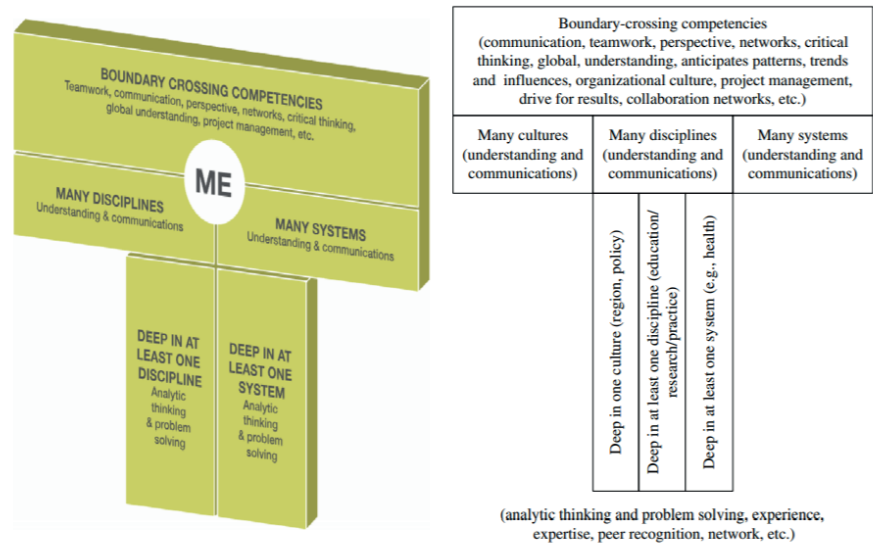 BOUNDARY CROSSING COMPETENCIES
Teamwork, communication, perspective, networks, critical thinking,
global understanding, project management, etc.
ME
MANY DISCIPLINES
Understanding & communications
MANY SYSTEMS
Understanding & communications
DEEP IN AT
LEAST ONE
DISCIPLINE
Analytic
thinking
& problem
solving
DEEP IN AT
LEAST ONE
SYSTEM
Analytic
thinking
& problem
solving
Boundary-crossing competencies
(communication, teamwork, perspective, networks, critical
thinking, global, understanding, anticipates patterns, trends
and influences, organizational culture, project management,
drive for results, collaboration networks, etc.)
Many cultures
(understanding and
communications)
Many disciplines
(understanding and
communications)
Many systems
(understanding and
communications)
Deep in one culture (region, policy)
Deep in at least one discipline (education/
research/practice)
Deep in at least one system (e.g., health)
(analytic thinking and problem solving, experience,
expertise, peer recognition, network, etc.)